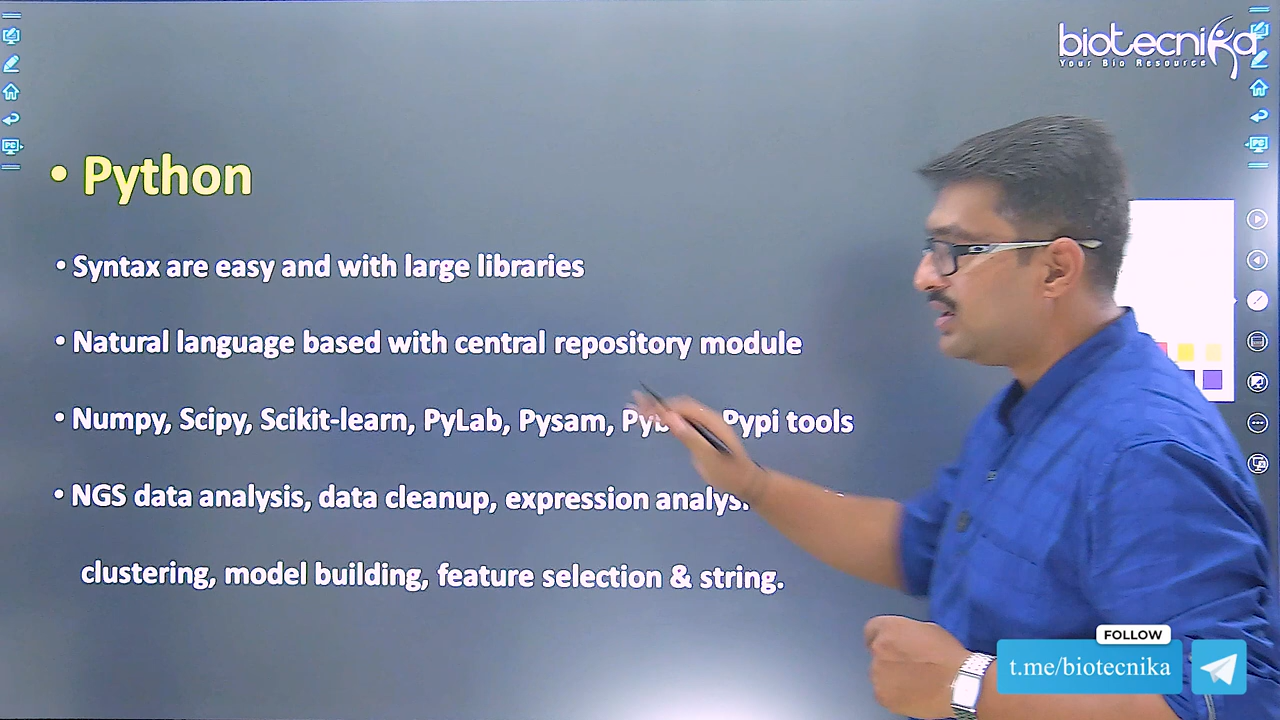 biotecnika
Your Bio Resource
• Python
• Syntax are easy and with large libraries
• Natural language based with central repository module
• Numpy, Scipy, Scikit-learn, PyLab, Pysam, Pypi tools
• NGS data analysis, data cleanup, expression
clustering, model building, feature selection & string.
FOLLOW
t.me/biotecnika
PC
PC